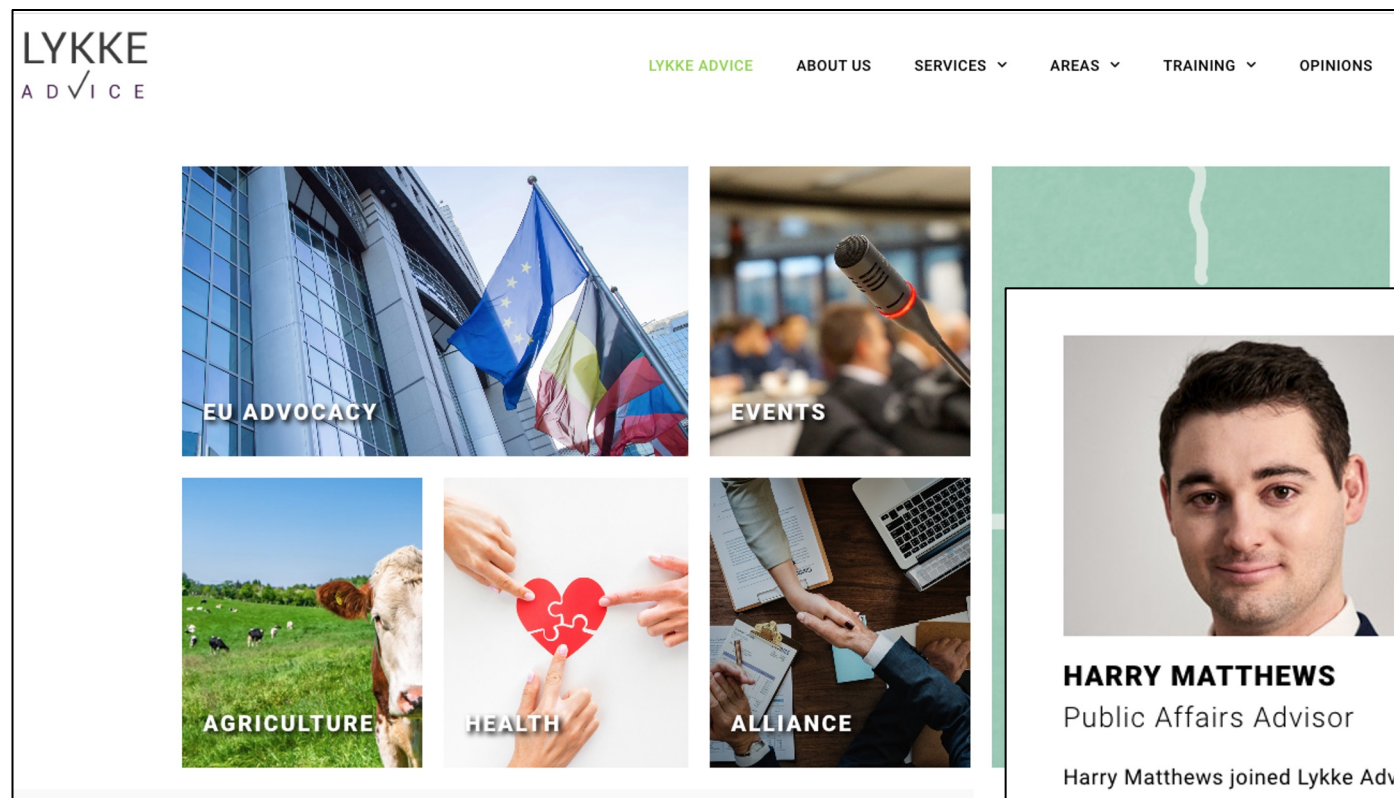 LYKKE
ADVICE
LYKKE ADVICE ABOUT US SERVICES AREAS TRAINING OPINIONS
EU ADVOCACY
EVENTS
AGRICULTURE
HEALTH
ALLIANCE
HARRY MATTHEWS
Public Affairs Advisor
Harry Matthews joined Lykke Adv